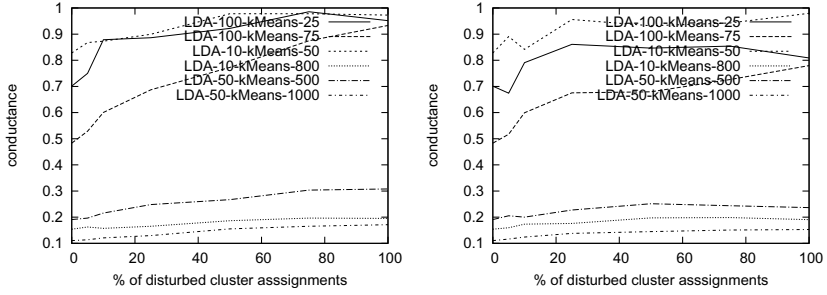 1
0.9
0.8
0.7
0.6
0.5
0.4
0.3
0.2
0.1
conductance
0 20 40 60 80 100
% of disturbed cluster asssignments
LDA-100-kMeans-25
LDA-100-kMeans-75
LDA-10-kMeans-50
LDA-10-kMeans-800
LDA-50-kMeans-500
LDA-50-kMeans-1000
1
0.9
0.8
0.7
0.6
0.5
0.4
0.3
0.2
0.1
conductance
0 20 40 60 80 100
% of disturbed cluster asssignments
LDA-100-kMeans-25
LDA-100-kMeans-75
LDA-10-kMeans-50
LDA-10-kMeans-800
LDA-50-kMeans-500
LDA-50-kMeans-1000